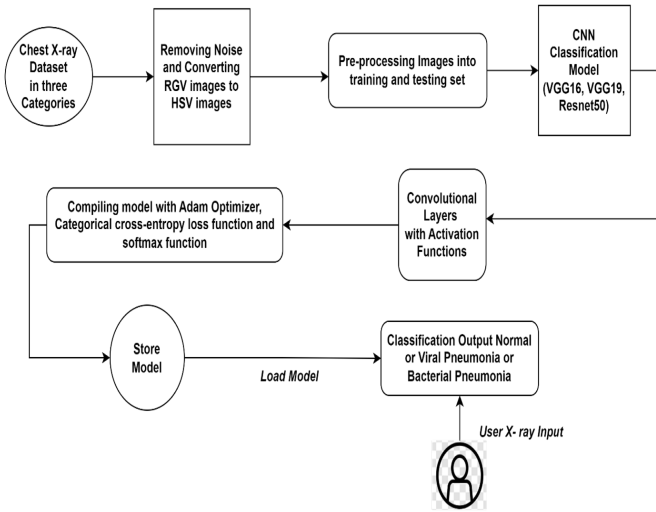 Chest X-ray
Dataset
in three
Categories
Removing Noise
and Converting
RGV images to
HSV images
Pre-processing Images into
training and testing set
CNN
Classification
Model
(VGG16, VGG19,
Resnet50)
Convolutional
Layers
with Activation
Functions
Compiling model with Adam Optimizer,
Categorical cross-entropy loss function and
softmax function
Store
Model
Load Model
Classification Output Normal
or Viral Pneumonia or
Bacterial Pneumonia
User X- ray Input